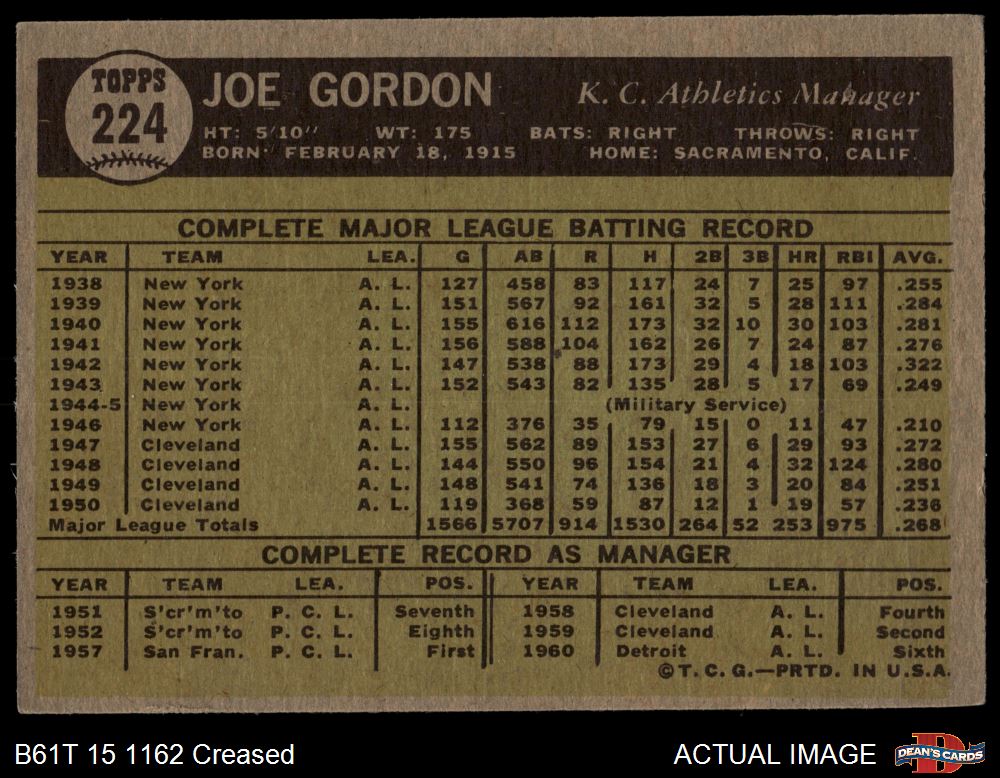 TOPPS
224
JOE GORDON K. C. Athletics Manager
HT: 5'10" WT: 175 BATS: RIGHT THROWS: RIGHT
BORN: FEBRUARY 18, 1915 HOME: SACRAMENTO, CALIF.
COMPLETE MAJOR LEAGUE BATTING RECORD
YEAR TEAM LEA. G AB R H 2B 3B HR RBI AVG.
1938 New York A. L. 127 458 83 117 24 7 25 97 .255
1939 New York A. L. 151 567 92 161 32 5 28 111 .284
1940 New York A. L. 155 616 112 173 32 10 30 103 .281
1941 New York A. L. 156 588 104 162 26 7 24 87 .276
1942 New York A. L. 147 538 88 173 29 4 18 103 .322
1943 New York A. L. 152 543 82 135 28 5 17 69 .249
1944-5 New York A. L. (Military Service)
1946 New York A. L. 112 376 35 79 15 0 11 47 .210
1947 Cleveland A. L. 155 562 89 153 27 6 29 93 .272
1948 Cleveland A. L. 144 550 96 154 21 4 32 124 .280
1949 Cleveland A. L. 148 541 74 136 18 3 20 84 .251
1950 Cleveland A. L. 119 368 59 87 12 1 19 57 .236
Major League Totals 1566 5707 914 1530 264 52 253 975 .268
COMPLETE RECORD AS MANAGER
YEAR TEAM LEA. POS. YEAR TEAM LEA. POS.
1951 S'cr'm'to P. C. L. Seventh 1958 Cleveland A. L. Fourth
1952 S'cr'm'to P. C. L. Eighth 1959 Cleveland A. L. Second
1957 San Fran. P. C. L. First 1960 Detroit A. L. Sixth
©T. C. G.—PRTD. IN U.S.A.
B61T 15 1162 Creased ACTUAL IMAGE DEAN'S CARDS